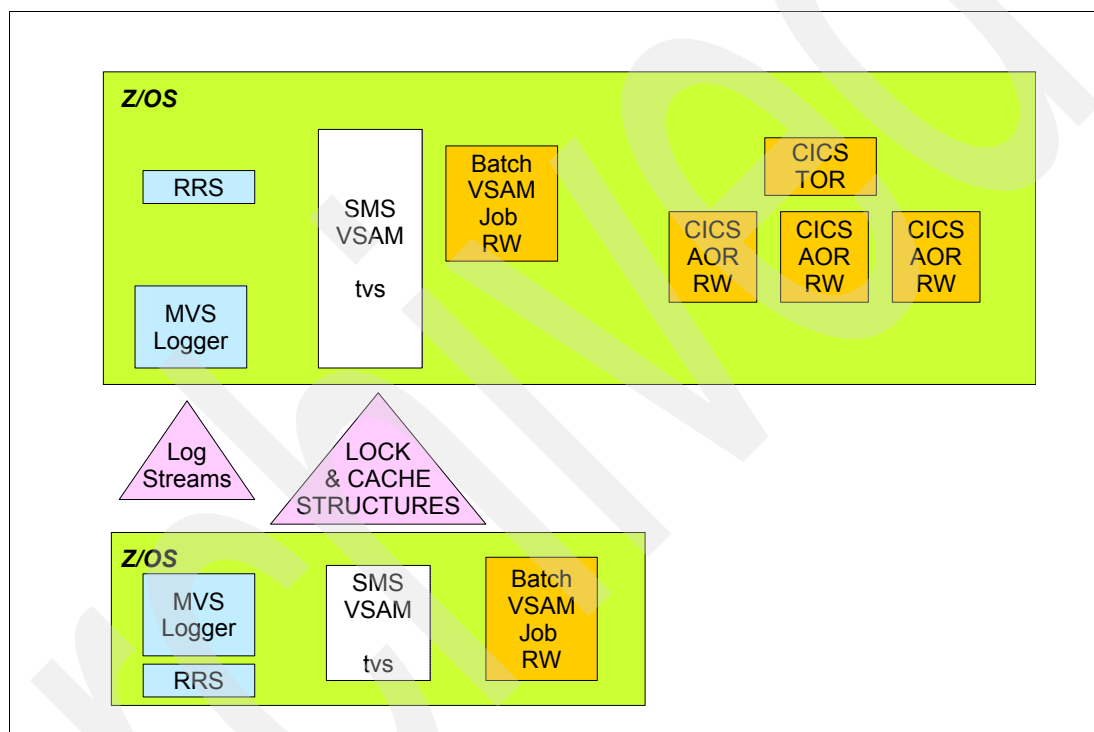 Z/OS
RRS
MVS
Logger
SMS
VSAM
tvs
Batch
VSAM
Job
RW
CICS
TOR
CICS
AOR
RW
CICS
AOR
RW
CICS
AOR
RW
Log
Streams
LOCK
& CACHE
STRUCTURES
Z/OS
MVS
Logger
RRS
SMS
VSAM
tvs
Batch
VSAM
Job
RW